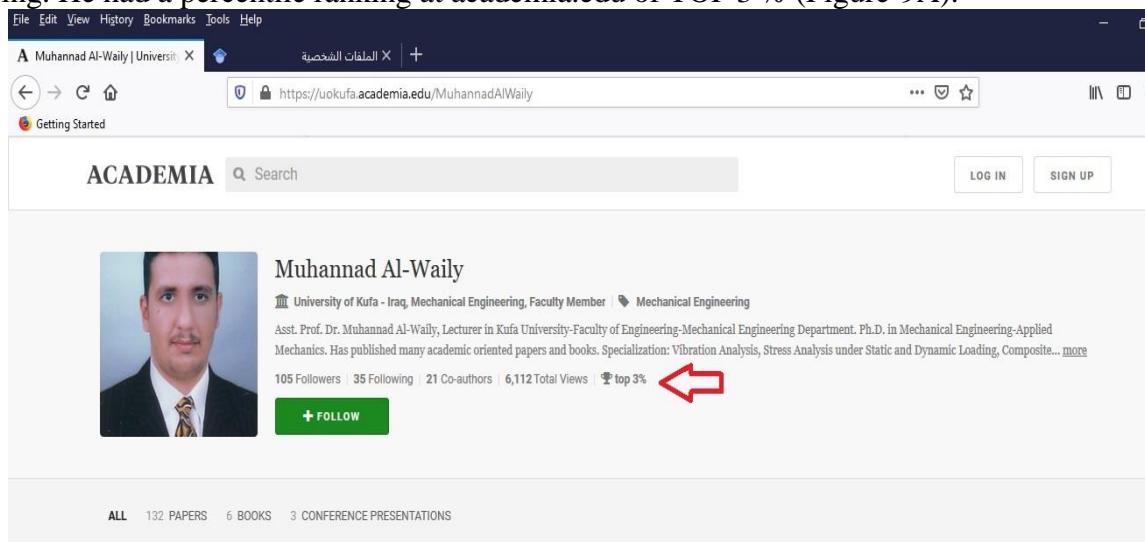 ing. He had a percentile ranking at academia.edu of TOP 3 % (Figure 9A).
File Edit View History Bookmarks Tools Help
A Muhannad Al-Waily | Universit × الملفات الشخصية × +
https://uokufa.academia.edu/MuhannadAlWaily
Getting Started
ACADEMIA Search LOG IN SIGN UP
Muhannad Al-Waily
University of Kufa - Iraq, Mechanical Engineering, Faculty Member | Mechanical Engineering
Asst. Prof. Dr. Muhannad Al-Waily, Lecturer in Kufa University-Faculty of Engineering-Mechanical Engineering Department. Ph.D. in Mechanical Engineering-Applied
Mechanics. Has published many academic oriented papers and books. Specialization: Vibration Analysis, Stress Analysis under Static and Dynamic Loading, Composite... more
105 Followers | 35 Following | 21 Co-authors | 6,112 Total Views | top 3%
+ FOLLOW
ALL 132 PAPERS 6 BOOKS 3 CONFERENCE PRESENTATIONS